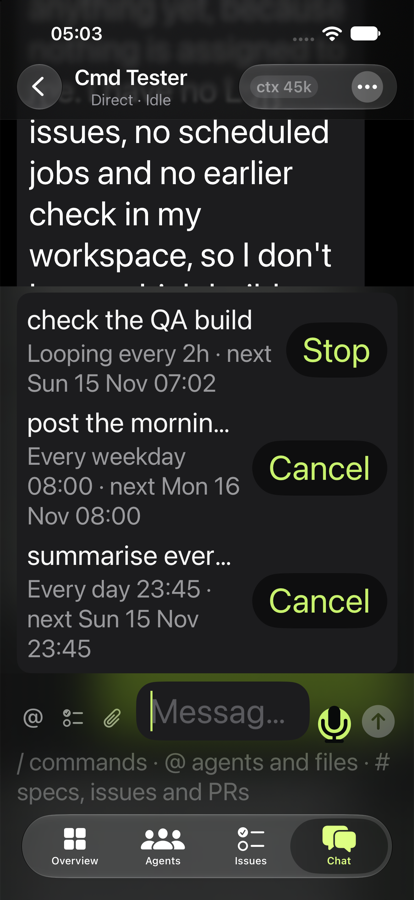 05:03
Cmd Tester
Direct · Idle
ctx 45k
issues, no scheduled
jobs and no earlier
check in my
workspace, so I don't
check the QA build
Looping every 2h · next
Sun 15 Nov 07:02
Stop
post the mornin...
Every weekday
08:00 · next Mon 16
Nov 08:00
Cancel
summarise ever...
Every day 23:45 ·
next Sun 15 Nov
23:45
Cancel
Messag...
/ commands · @ agents and files · #
specs, issues and PRs
Overview
Agents
Issues
Chat